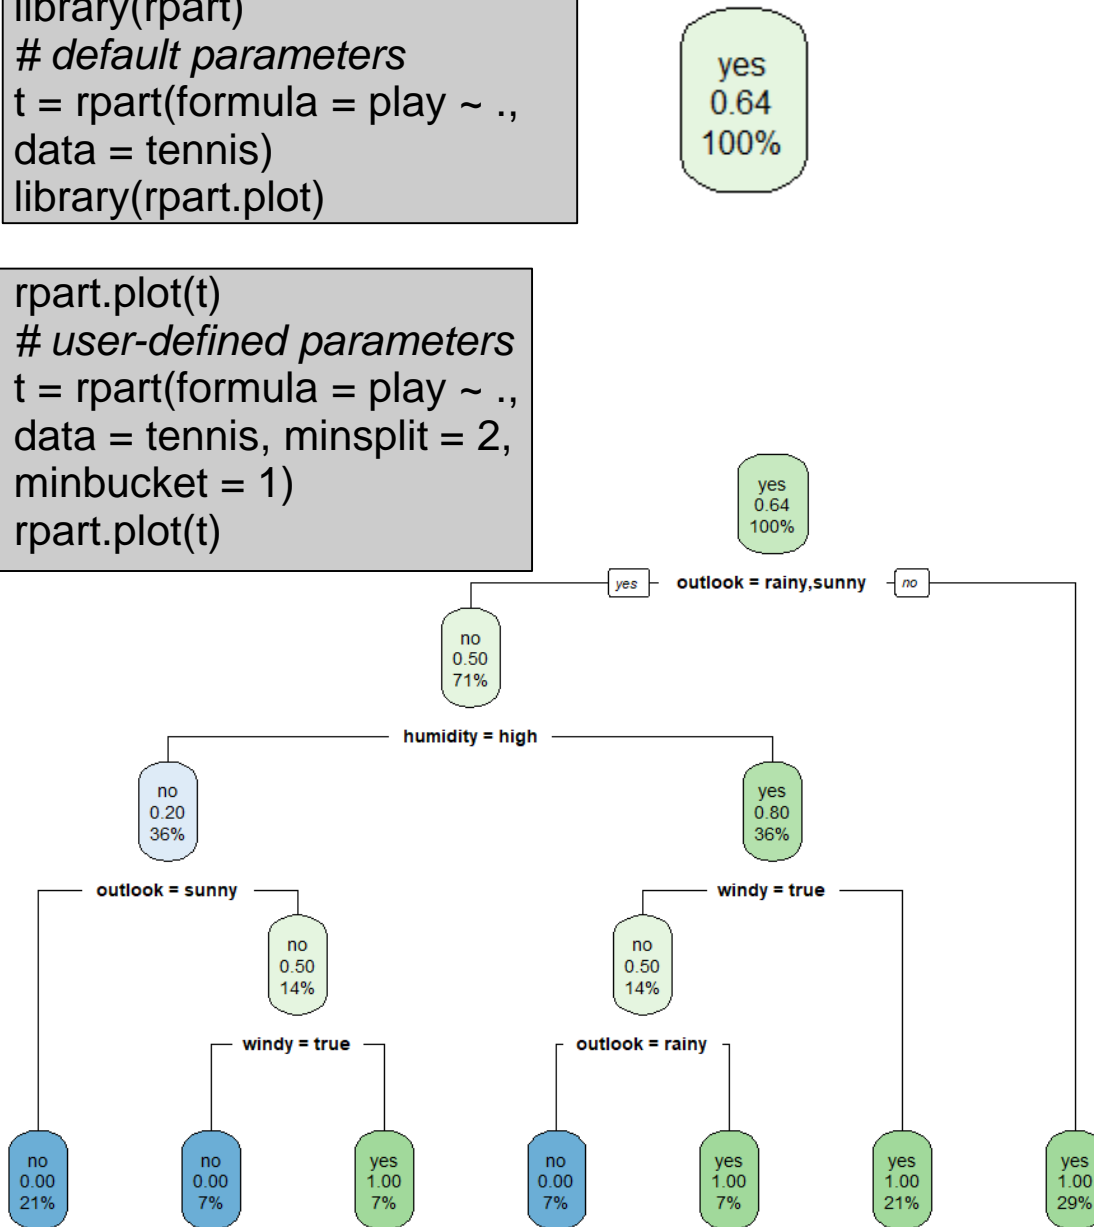 library(rpart)
# default parameters
t = rpart(formula = play ~ .,
data = tennis)
library(rpart.plot)
yes
0.64
100%
rpart.plot(t)
# user-defined parameters
t = rpart(formula = play ~ .,
data = tennis, minsplit = 2,
minbucket = 1)
rpart.plot(t)
yes
0.64
100%
yes
outlook = rainy,sunny
no
no
0.50
71%
humidity = high
no
0.20
36%
yes
0.80
36%
outlook = sunny
windy = true
no
0.50
14%
no
0.50
14%
windy = true
outlook = rainy
no
0.00
21%
no
0.00
7%
yes
1.00
7%
no
0.00
7%
yes
1.00
7%
yes
1.00
21%
yes
1.00
29%